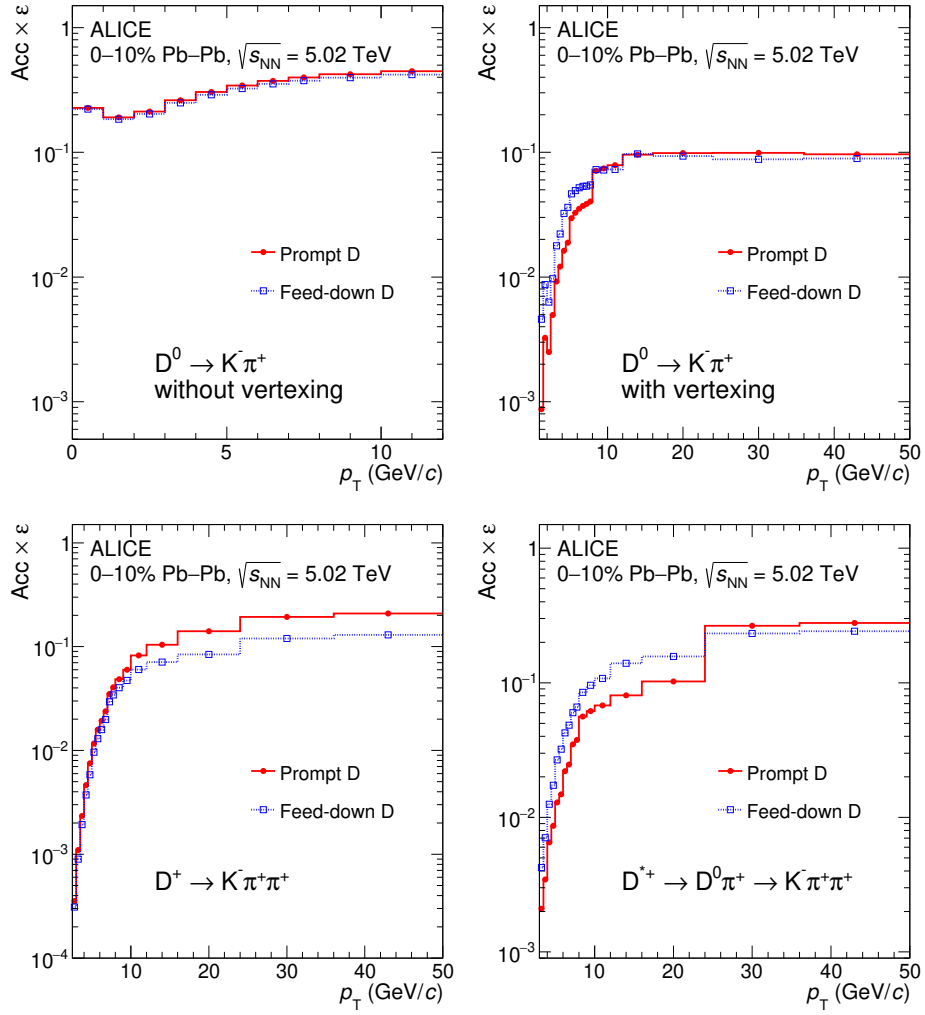 Acc × ε
1
10⁻¹
10⁻²
10⁻³
ALICE
0–10% Pb–Pb, √sNN = 5.02 TeV
Prompt D
Feed-down D
D⁰ → K⁻π⁺
without vertexing
0 5 10
pT (GeV/c)
Acc × ε
1
10⁻¹
10⁻²
10⁻³
ALICE
0–10% Pb–Pb, √sNN = 5.02 TeV
Prompt D
Feed-down D
D⁰ → K⁻π⁺
with vertexing
10 20 30 40 50
pT (GeV/c)
Acc × ε
1
10⁻¹
10⁻²
10⁻³
10⁻⁴
ALICE
0–10% Pb–Pb, √sNN = 5.02 TeV
Prompt D
Feed-down D
D⁺ → K⁻π⁺π⁺
10 20 30 40 50
pT (GeV/c)
Acc × ε
1
10⁻¹
10⁻²
10⁻³
ALICE
0–10% Pb–Pb, √sNN = 5.02 TeV
Prompt D
Feed-down D
D*⁺ → D⁰π⁺ → K⁻π⁺π⁺
10 20 30 40 50
pT (GeV/c)